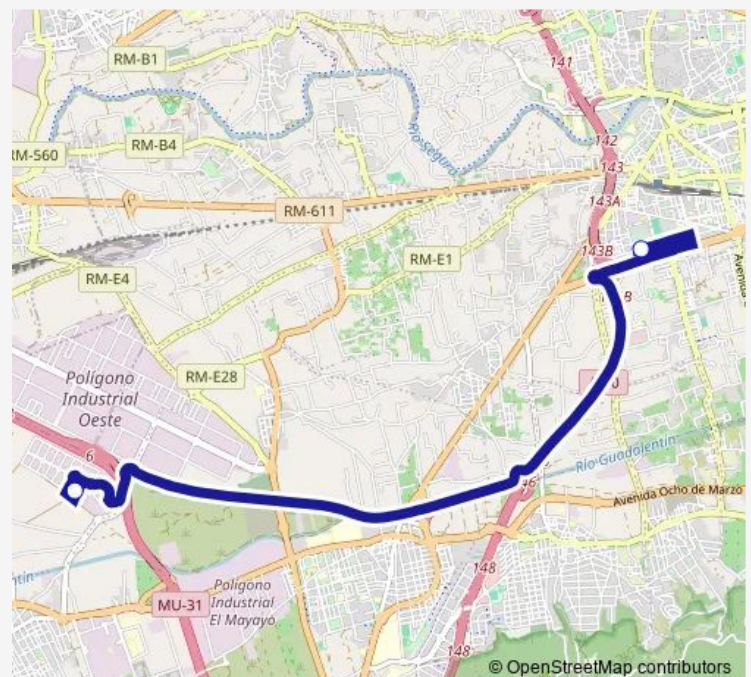 RM-B1
141
RM-560
RM-B4
Río Seguro
142
143
RM-611
143A
143B
RM-E1
RM-E4
B
Polígono
Industrial
Oeste
RM-E28
6
Río Guadalentín
Avenida Ocho de Marzo
Polígono
Industrial
El Mayayo
MU-31
148
148
© OpenStreetMap contributors